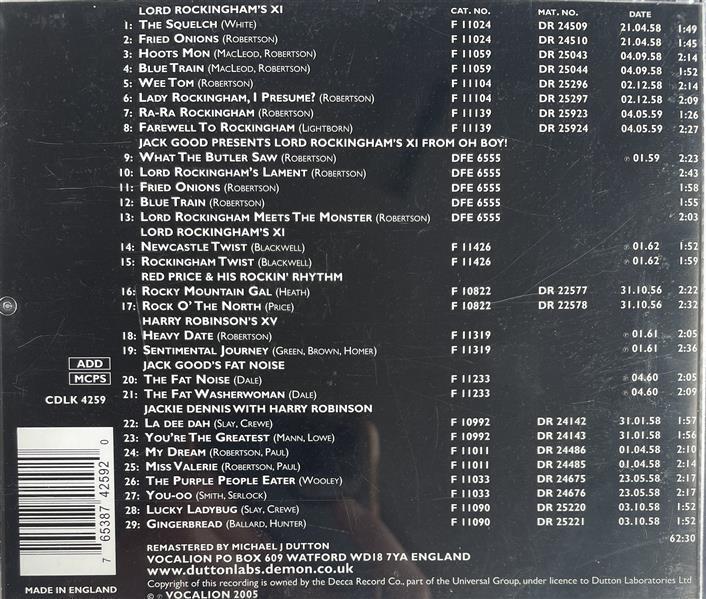 LORD ROCKINGHAM'S XI CAT. NO. MAT. NO. DATE
1: THE SQUELCH (WHITE) F 11024 DR 24509 21.04.58 1:49
2: FRIED ONIONS (ROBERTSON) F 11024 DR 24510 21.04.58 1:45
3: HOOTS MON (MACLEOD, ROBERTSON) F 11059 DR 25043 04.09.58 2:14
4: BLUE TRAIN (MACLEOD, ROBERTSON) F 11059 DR 25044 04.09.58 1:52
5: WEE TOM (ROBERTSON) F 11104 DR 25296 02.12.58 2:14
6: LADY ROCKINGHAM, I PRESUME? (ROBERTSON) F 11104 DR 25297 02.12.58 2:09
7: RA-RA ROCKINGHAM (ROBERTSON) F 11139 DR 25923 04.05.59 1:26
8: FAREWELL TO ROCKINGHAM (LIGHTBORN) F 11139 DR 25924 04.05.59 2:27
JACK GOOD PRESENTS LORD ROCKINGHAM'S XI FROM OH BOY!
9: WHAT THE BUTLER SAW (ROBERTSON) DFE 6555 ℗ 01.59 2:23
10: LORD ROCKINGHAM'S LAMENT (ROBERTSON) DFE 6555 2:43
11: FRIED ONIONS (ROBERTSON) DFE 6555 1:58
12: BLUE TRAIN (ROBERTSON) DFE 6555 1:55
13: LORD ROCKINGHAM MEETS THE MONSTER (ROBERTSON) DFE 6555 2:03
LORD ROCKINGHAM'S XI
14: NEWCASTLE TWIST (BLACKWELL) F 11426 ℗ 01.62 1:52
15: ROCKINGHAM TWIST (BLACKWELL) F 11426 ℗ 01.62 1:59
RED PRICE & HIS ROCKIN' RHYTHM
16: ROCKY MOUNTAIN GAL (HEATH) F 10822 DR 22577 31.10.56 2:22
17: ROCK O' THE NORTH (PRICE) F 10822 DR 22578 31.10.56 2:32
HARRY ROBINSON'S XV
18: HEAVY DATE (ROBERTSON) F 11319 ℗ 01.61 2:05
19: SENTIMENTAL JOURNEY (GREEN, BROWN, HOMER) F 11319 ℗ 01.61 2:36
JACK GOOD'S FAT NOISE
20: THE FAT NOISE (DALE) F 11233 ℗ 04.60 2:05
21: THE FAT WASHERWOMAN (DALE) F 11233 ℗ 04.60 2:09
JACKIE DENNIS WITH HARRY ROBINSON
22: LA DEE DAH (SLAY, CREWE) F 10992 DR 24142 31.01.58 1:57
23: YOU'RE THE GREATEST (MANN, LOWE) F 10992 DR 24143 31.01.58 1:56
24: MY DREAM (ROBERTSON, PAUL) F 11011 DR 24486 01.04.58 2:10
25: MISS VALERIE (ROBERTSON, PAUL) F 11011 DR 24485 01.04.58 2:14
26: THE PURPLE PEOPLE EATER (WOOLEY) F 11033 DR 24675 23.05.58 2:17
27: YOU-OO (SMITH, SERLOCK) F 11033 DR 24676 23.05.58 2:17
28: LUCKY LADYBUG (SLAY, CREWE) F 11090 DR 25220 03.10.58 1:52
29: GINGERBREAD (BALLARD, HUNTER) F 11090 DR 25221 03.10.58 1:52
62:30
ADD
MCPS
CDLK 4259
7 65387 42592 0
MADE IN ENGLAND
REMASTERED BY MICHAEL J DUTTON
VOCALION PO BOX 609 WATFORD WD18 7YA ENGLAND
www.duttonlabs.demon.co.uk
Copyright of this recording is owned by the Decca Record Co., part of the Universal Group, under licence to Dutton Laboratories Ltd
© ℗ VOCALION 2005